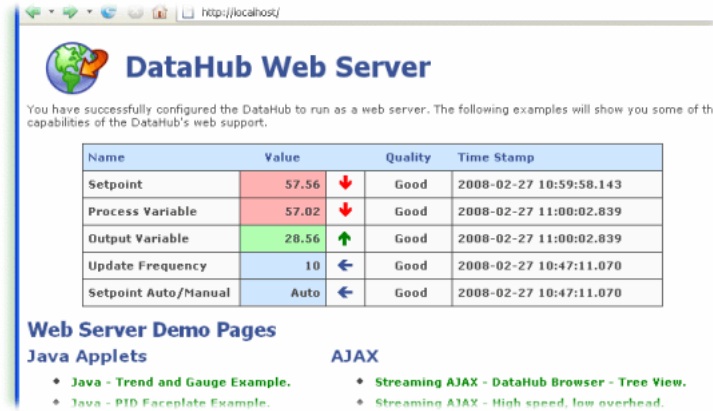 http://localhost/
DataHub Web Server
You have successfully configured the DataHub to run as a web server. The following examples will show you some of th
capabilities of the DataHub's web support.
Name Value Quality Time Stamp
Setpoint 57.56 Good 2008-02-27 10:59:58.143
Process Variable 57.02 Good 2008-02-27 11:00:02.839
Output Variable 28.56 Good 2008-02-27 11:00:02.839
Update Frequency 10 Good 2008-02-27 10:47:11.070
Setpoint Auto/Manual Auto Good 2008-02-27 10:47:11.070
Web Server Demo Pages
Java Applets
Java - Trend and Gauge Example.
Java - PID Faceplate Example.
AJAX
Streaming AJAX - DataHub Browser - Tree View.
Streaming AJAX - High speed, low overhead.